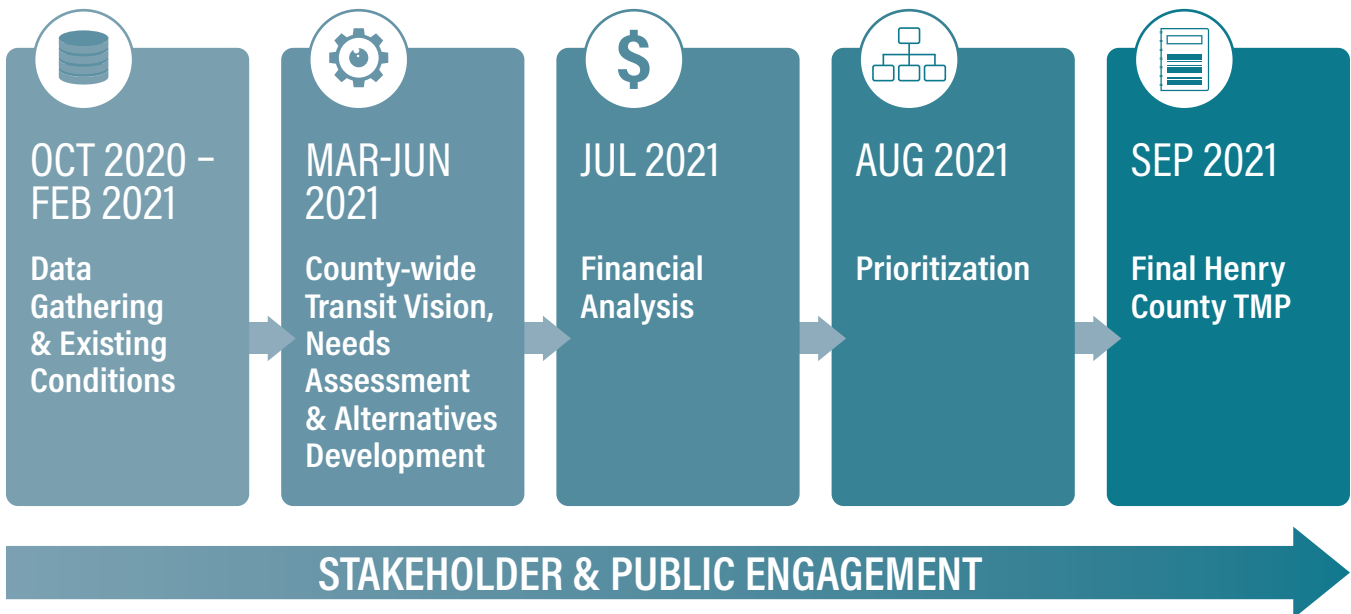 OCT 2020 –
FEB 2021
Data
Gathering
& Existing
Conditions
MAR-JUN
2021
County-wide
Transit Vision,
Needs
Assessment
& Alternatives
Development
JUL 2021
Financial
Analysis
AUG 2021
Prioritization
SEP 2021
Final Henry
County TMP
STAKEHOLDER & PUBLIC ENGAGEMENT